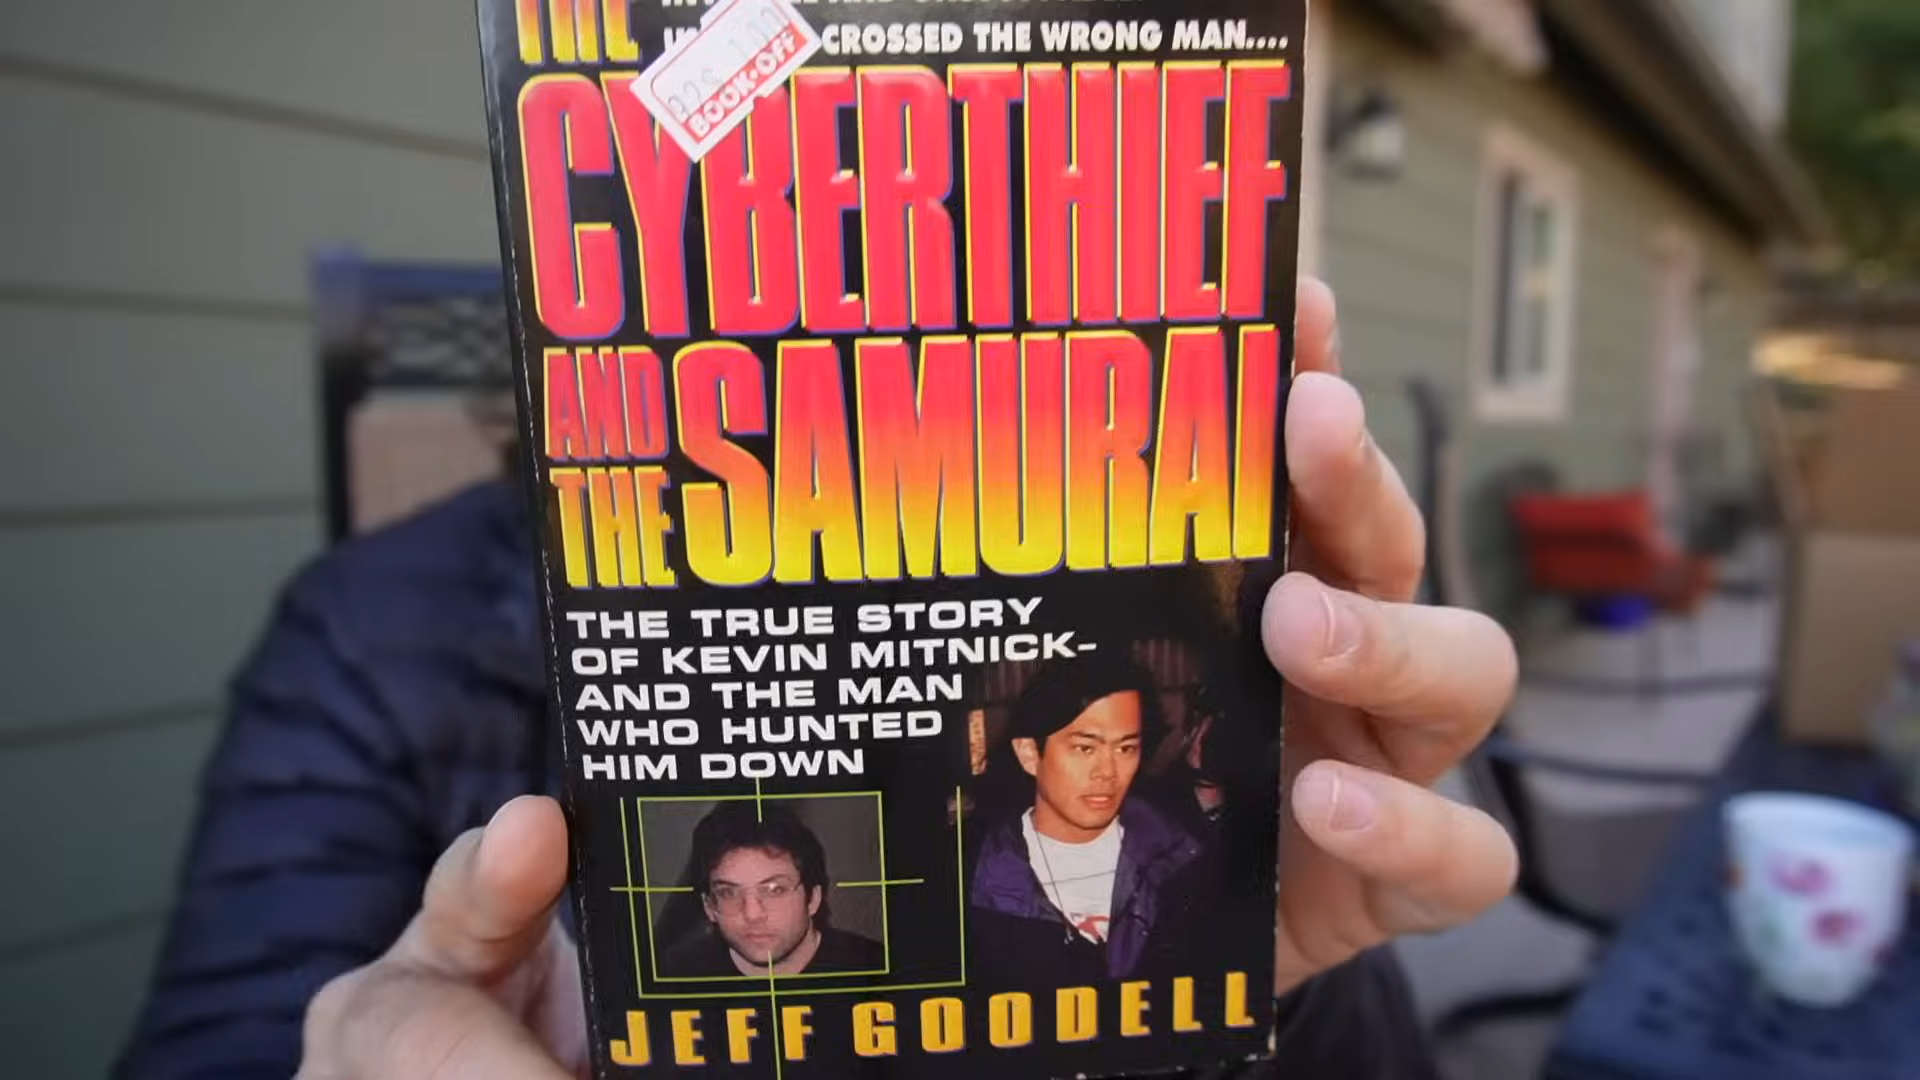 THE
CROSSED THE WRONG MAN....
BOOK·OFF
CYBERTHIEF
AND
THE
SAMURAI
THE TRUE STORY
OF KEVIN MITNICK-
AND THE MAN
WHO HUNTED
HIM DOWN
JEFF GOODELL